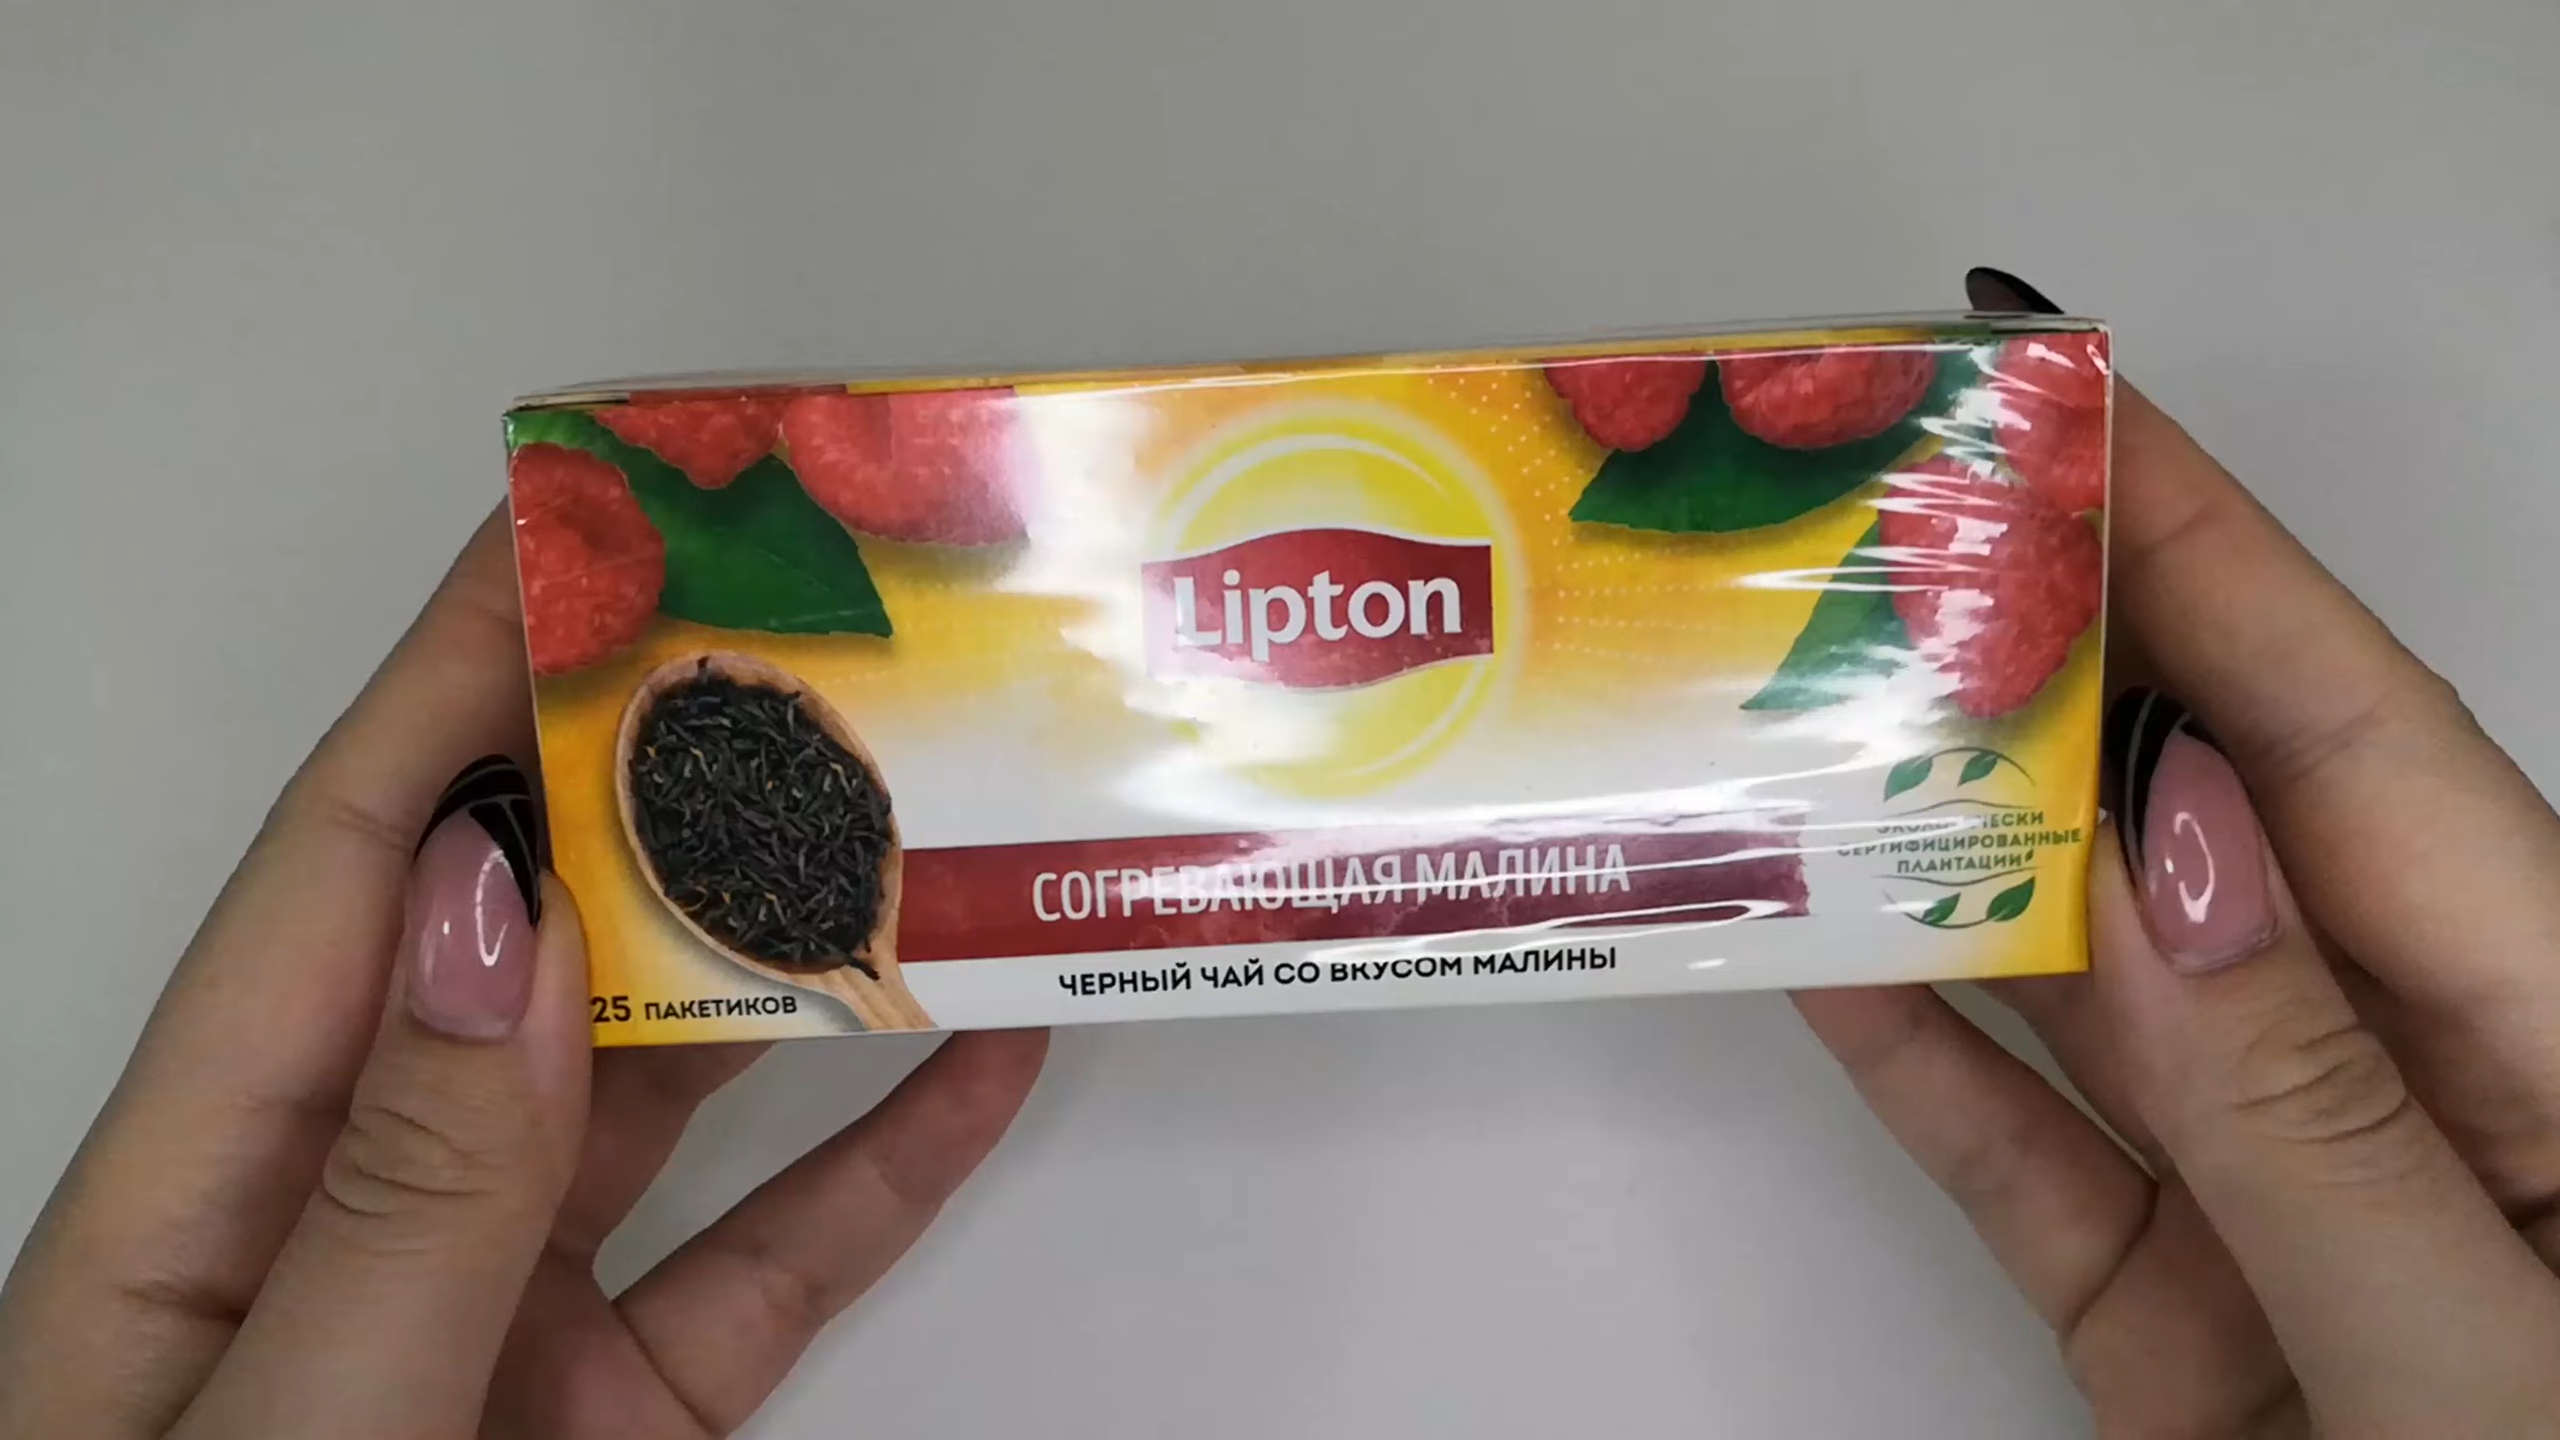 Lipton
СОГРЕВАЮЩАЯ МАЛИНА
ЧЕРНЫЙ ЧАЙ СО ВКУСОМ МАЛИНЫ
25 ПАКЕТИКОВ
СЕРТИФИЦИРОВАННЫЕ
ПЛАНТАЦИИ